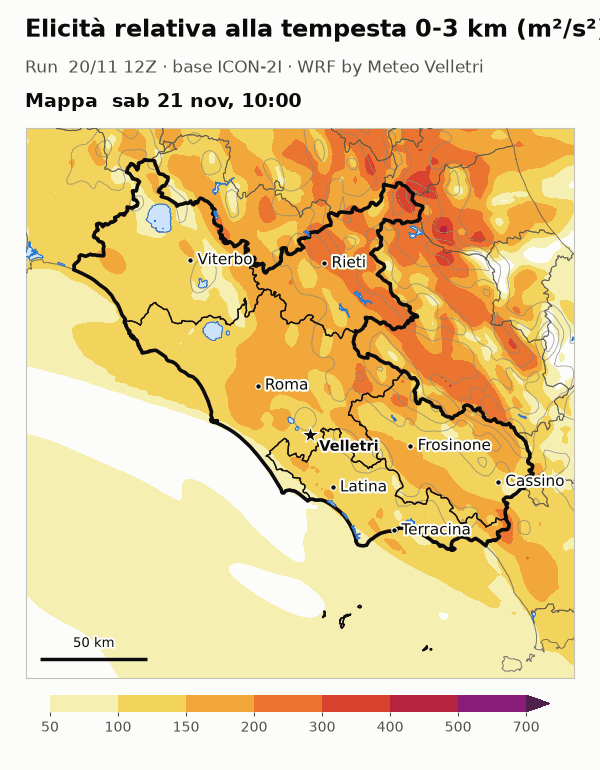 Elicità relativa alla tempesta 0-3 km (m²/s²)
Run 20/11 12Z · base ICON-2I · WRF by Meteo Velletri
Mappa sab 21 nov, 10:00
Viterbo
Rieti
Roma
Velletri
Frosinone
Cassino
Latina
Terracina
50 km
50 100 150 200 300 400 500 700